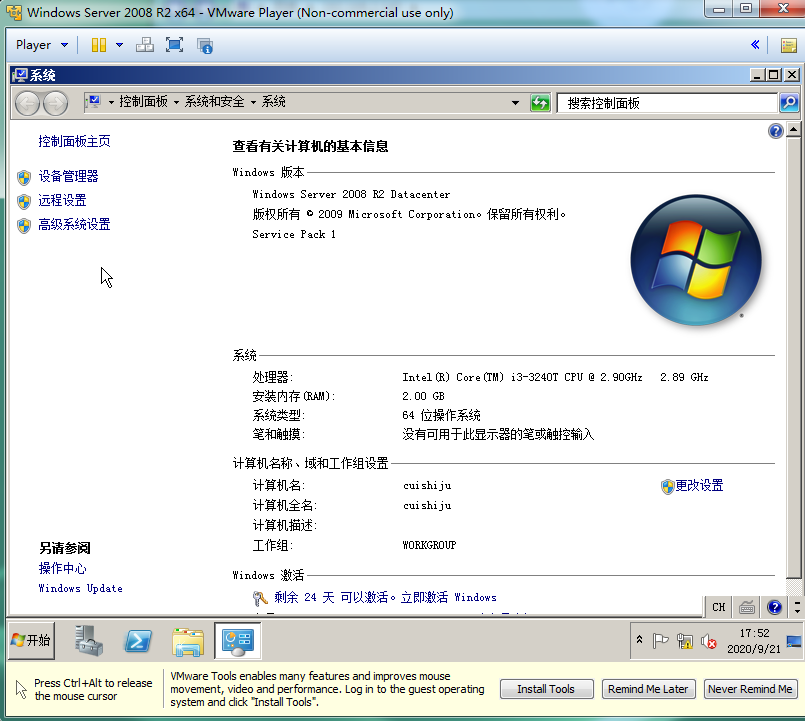 Windows Server 2008 R2 x64 - VMware Player (Non-commercial use only)
Player
系统
控制面板 系统和安全 系统
搜索控制面板
控制面板主页
设备管理器
远程设置
高级系统设置
查看有关计算机的基本信息
Windows 版本
Windows Server 2008 R2 Datacenter
版权所有 © 2009 Microsoft Corporation。保留所有权利。
Service Pack 1
系统
处理器: Intel(R) Core(TM) i3-3240T CPU @ 2.90GHz 2.89 GHz
安装内存(RAM): 2.00 GB
系统类型: 64 位操作系统
笔和触摸: 没有可用于此显示器的笔或触控输入
计算机名称、域和工作组设置
计算机名: cuishiju
更改设置
计算机全名: cuishiju
计算机描述:
工作组: WORKGROUP
另请参阅
操作中心
Windows Update
Windows 激活
剩余 24 天 可以激活。立即激活 Windows
CH
开始
17:52
2020/9/21
Press Ctrl+Alt to release
the mouse cursor
VMware Tools enables many features and improves mouse
movement, video and performance. Log in to the guest operating
system and click "Install Tools".
Install Tools
Remind Me Later
Never Remind Me